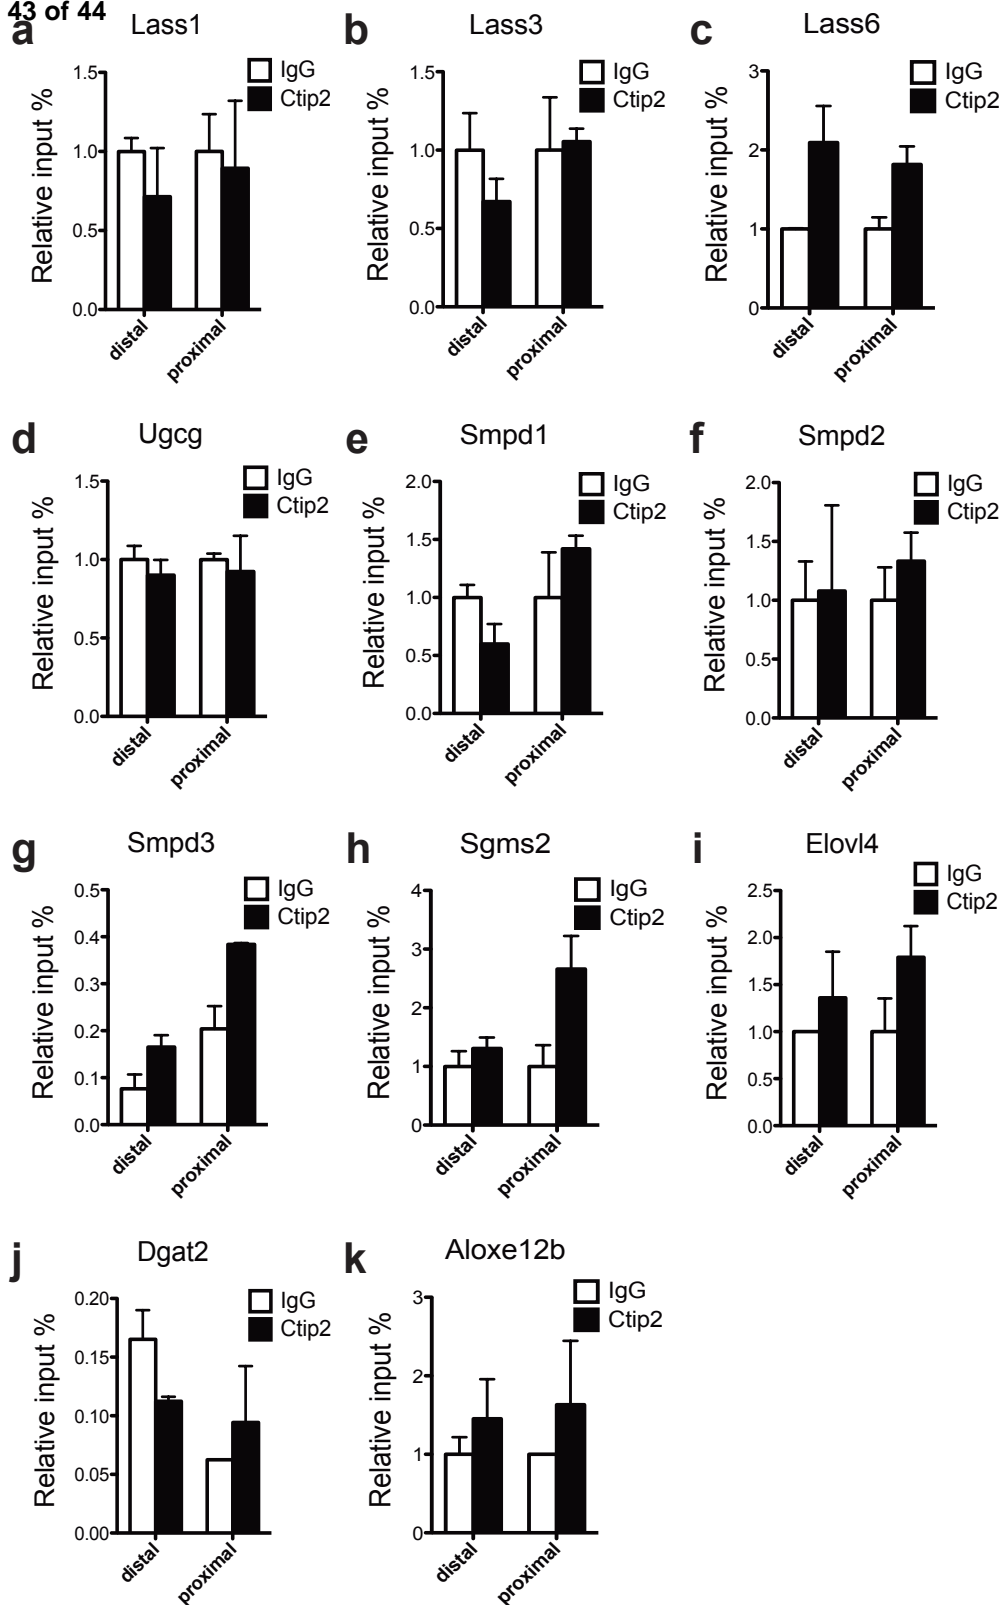 43 of 44
a Lass1
IgG
Ctip2
Relative input %
1.5
1.0
0.5
0.0
distal
proximal
b Lass3
IgG
Ctip2
Relative input %
1.5
1.0
0.5
0.0
distal
proximal
c Lass6
IgG
Ctip2
Relative input %
3
2
1
0
distal
proximal
d Ugcg
IgG
Ctip2
Relative input %
1.5
1.0
0.5
0.0
distal
proximal
e Smpd1
IgG
Ctip2
Relative input %
2.0
1.5
1.0
0.5
0.0
distal
proximal
f Smpd2
IgG
Ctip2
Relative input %
2.0
1.5
1.0
0.5
0.0
distal
proximal
g Smpd3
IgG
Ctip2
Relative input %
0.5
0.4
0.3
0.2
0.1
0.0
distal
proximal
h Sgms2
IgG
Ctip2
Relative input %
4
3
2
1
0
distal
proximal
i Elovl4
IgG
Ctip2
Relative input %
2.5
2.0
1.5
1.0
0.5
0.0
distal
proximal
j Dgat2
IgG
Ctip2
Relative input %
0.20
0.15
0.10
0.05
0.00
distal
proximal
k Aloxe12b
IgG
Ctip2
Relative input %
3
2
1
0
distal
proximal